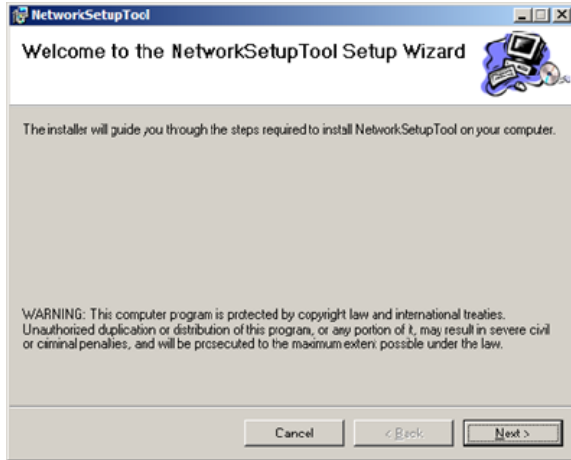 NetworkSetupTool
Welcome to the NetworkSetupTool Setup Wizard
The installer will guide you through the steps required to install NetworkSetupTool on your computer.
WARNING: This computer program is protected by copyright law and international treaties.
Unauthorized duplication or distribution of this program, or any portion of it, may result in severe civil
or criminal penalties, and will be prosecuted to the maximum extent possible under the law.
Cancel < Back Next >